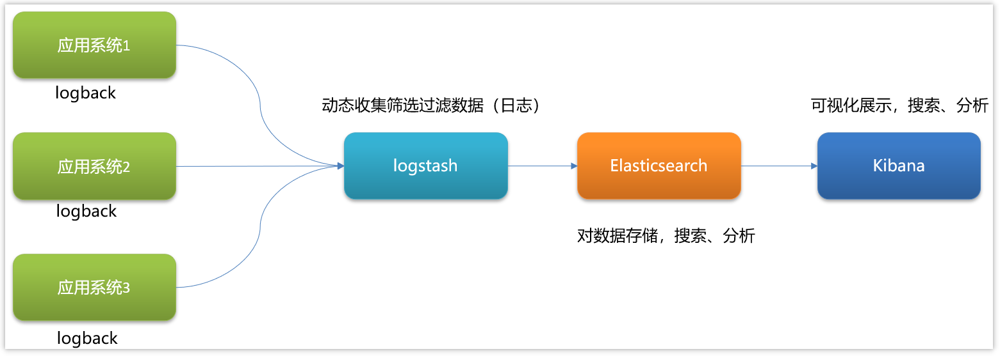 应用系统1
logback
动态收集筛选过滤数据（日志）
可视化展示，搜索、分析
应用系统2
logstash
Elasticsearch
Kibana
logback
对数据存储，搜索、分析
应用系统3
logback